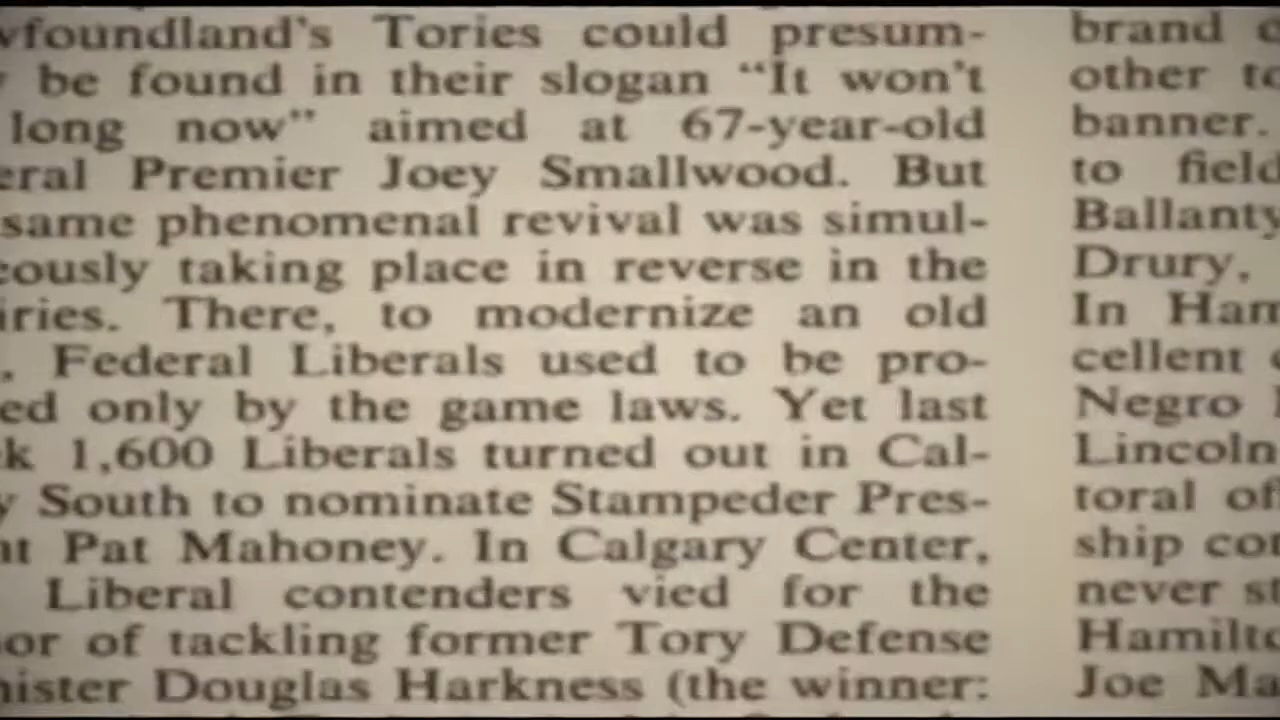 wfoundland's Tories could presum-
y be found in their slogan “It won't
long now” aimed at 67-year-old
eral Premier Joey Smallwood. But
same phenomenal revival was simul-
eously taking place in reverse in the
iries. There, to modernize an old
, Federal Liberals used to be pro-
ed only by the game laws. Yet last
k 1,600 Liberals turned out in Cal-
y South to nominate Stampeder Pres-
nt Pat Mahoney. In Calgary Center,
Liberal contenders vied for the
or of tackling former Tory Defense
nister Douglas Harkness (the winner:
brand
other to
banner.
to field
Ballanty
Drury,
In Ham
cellent
Negro
Lincoln
toral of
ship con
never st
Hamilto
Joe Ma